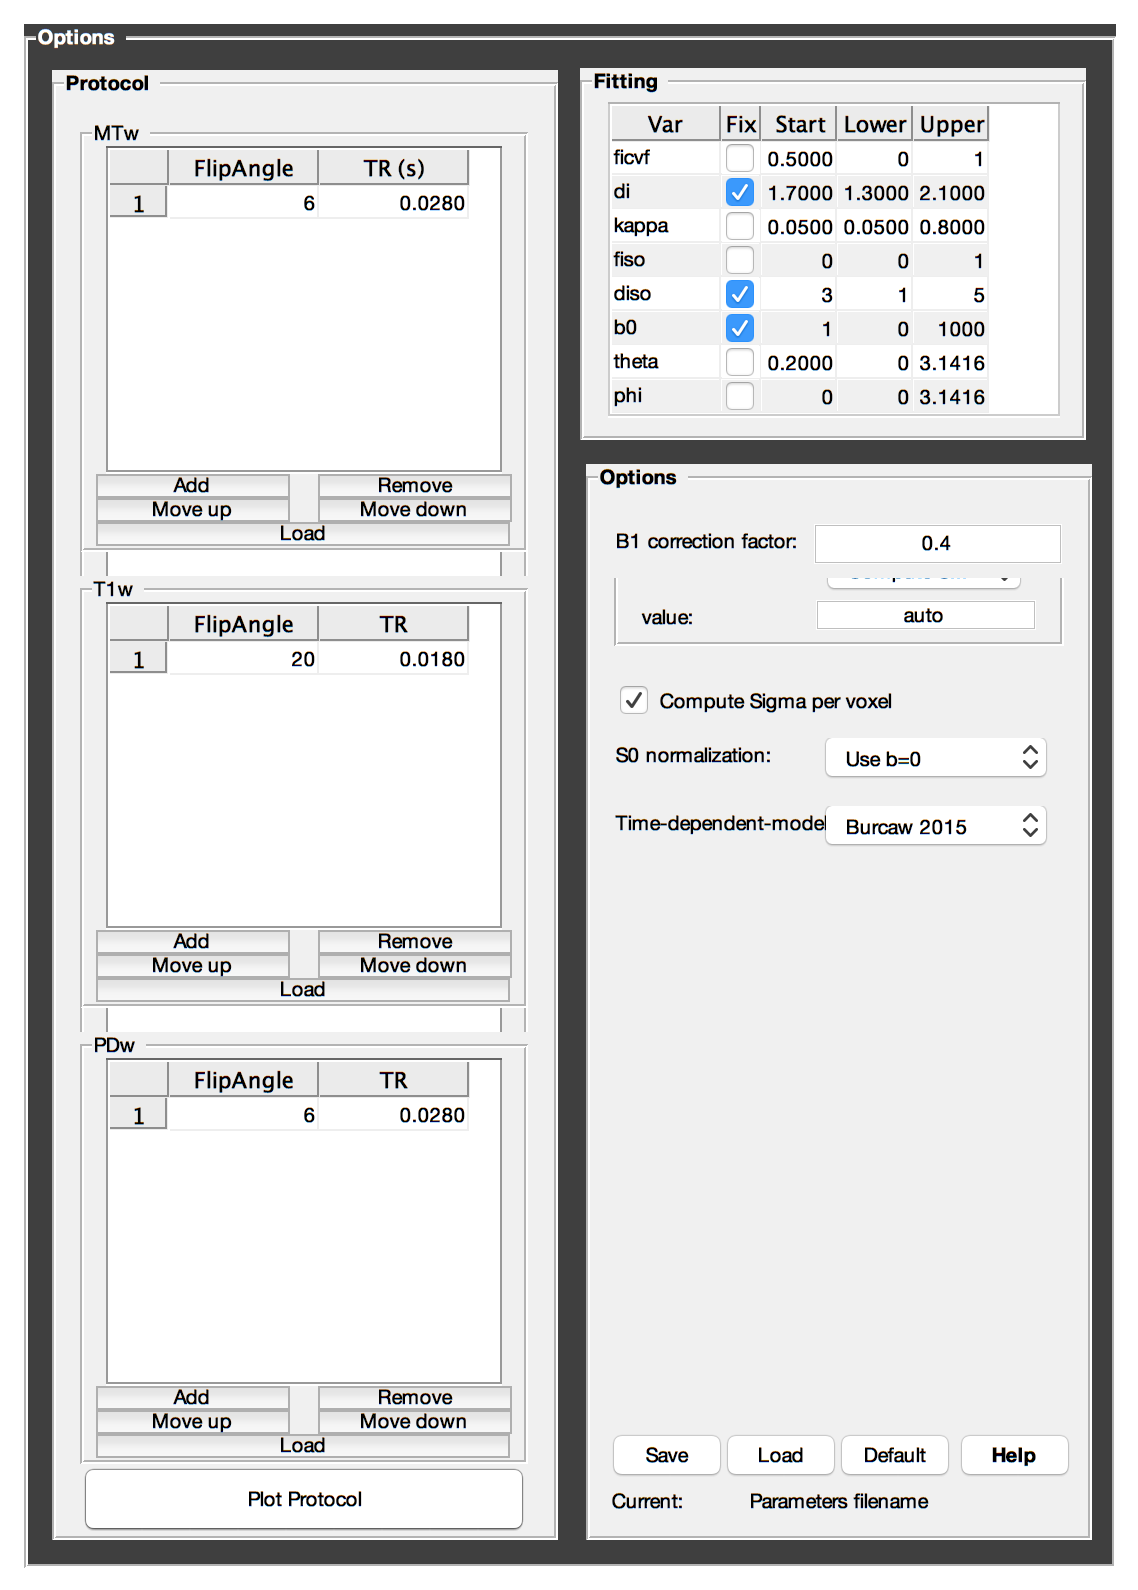 Options
Protocol
MTw
FlipAngle TR (s)
1 6 0.0280
Add Remove
Move up Move down
Load
T1w
FlipAngle TR
1 20 0.0180
Add Remove
Move up Move down
Load
PDw
FlipAngle TR
1 6 0.0280
Add Remove
Move up Move down
Load
Plot Protocol
Fitting
Var Fix Start Lower Upper
ficvf 0.5000 0 1
di 1.7000 1.3000 2.1000
kappa 0.0500 0.0500 0.8000
fiso 0 0 1
diso 3 1 5
b0 1 0 1000
theta 0.2000 0 3.1416
phi 0 0 3.1416
Options
B1 correction factor: 0.4
value: auto
Compute Sigma per voxel
S0 normalization: Use b=0
Time-dependent-model Burcaw 2015
Save Load Default Help
Current: Parameters filename